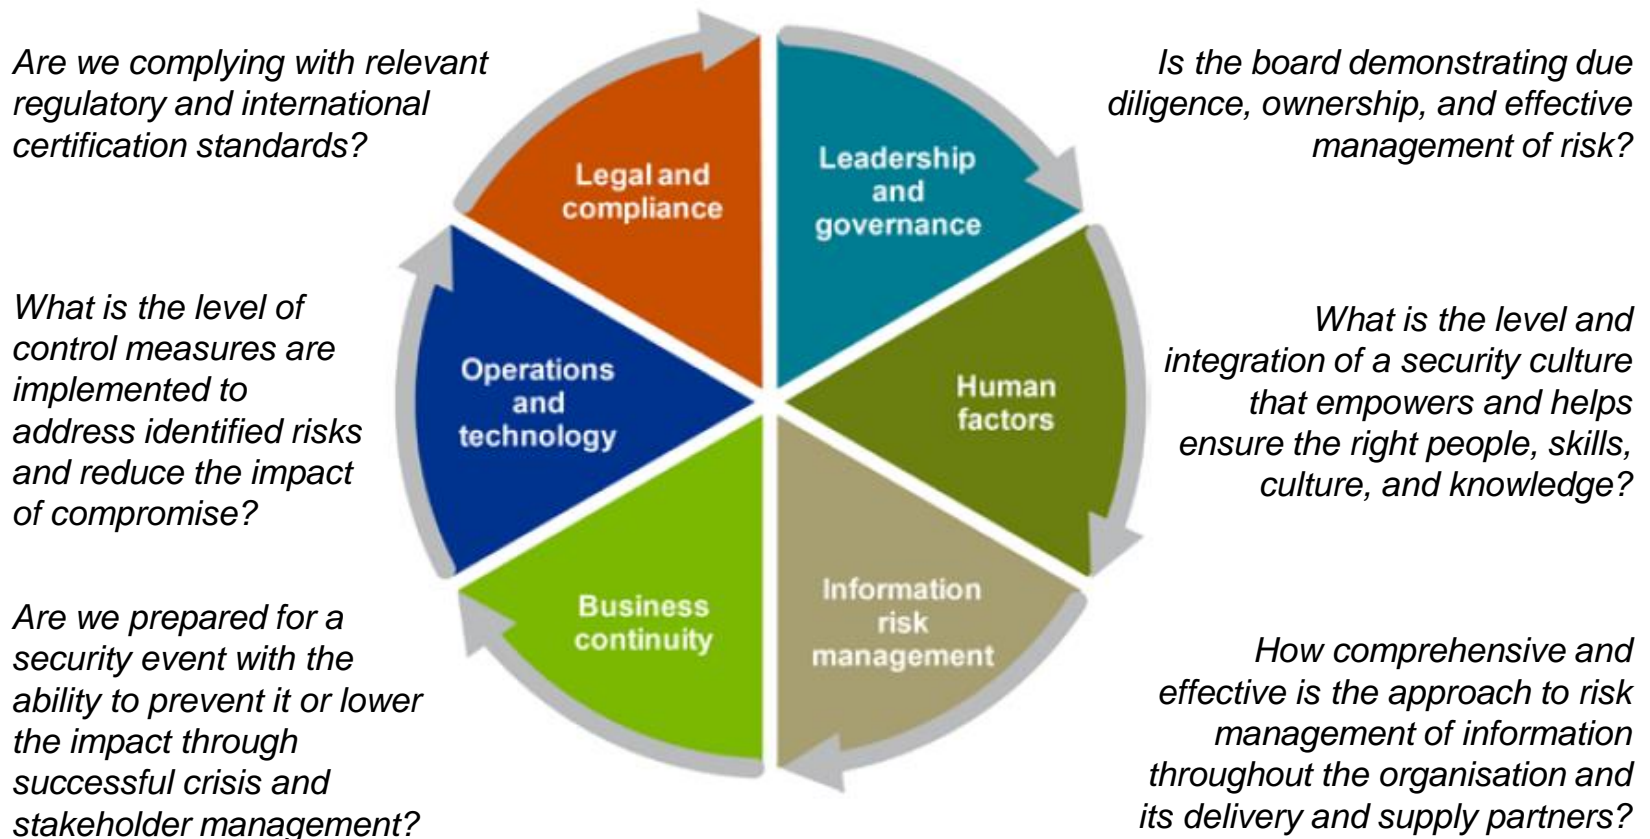 Are we complying with relevant
regulatory and international
certification standards?
Legal and
compliance
Leadership
and
governance
Is the board demonstrating due
diligence, ownership, and effective
management of risk?
What is the level of
control measures are
implemented to
address identified risks
and reduce the impact
of compromise?
Operations
and
technology
Human
factors
What is the level and
integration of a security culture
that empowers and helps
ensure the right people, skills,
culture, and knowledge?
Are we prepared for a
security event with the
ability to prevent it or lower
the impact through
successful crisis and
stakeholder management?
Business
continuity
Information
risk
management
How comprehensive and
effective is the approach to risk
management of information
throughout the organisation and
its delivery and supply partners?